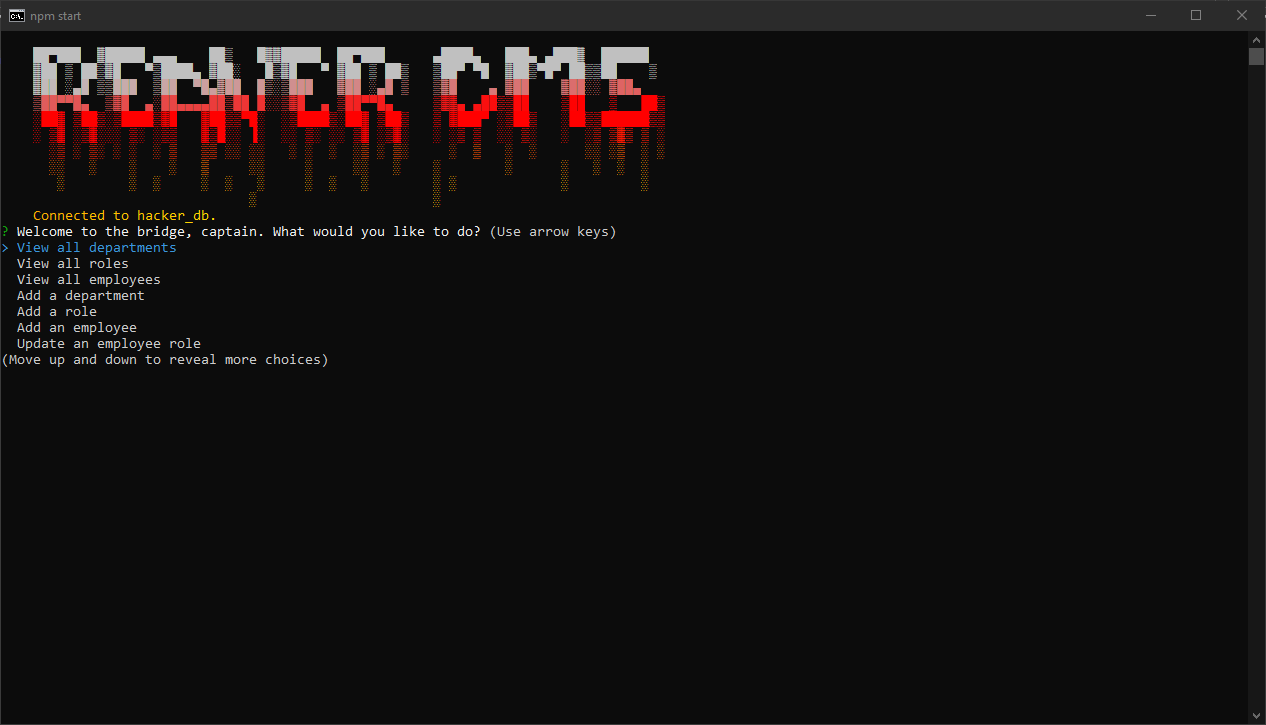 npm start
Connected to hacker_db.
? Welcome to the bridge, captain. What would you like to do? (Use arrow keys)
> View all departments
View all roles
View all employees
Add a department
Add a role
Add an employee
Update an employee role
(Move up and down to reveal more choices)